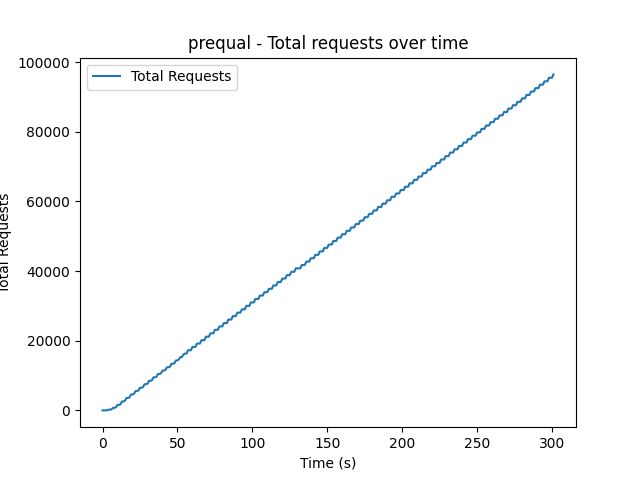 prequal - Total requests over time
Total Requests
100000
80000
60000
40000
20000
0
Total Requests
0 50 100 150 200 250 300
Time (s)